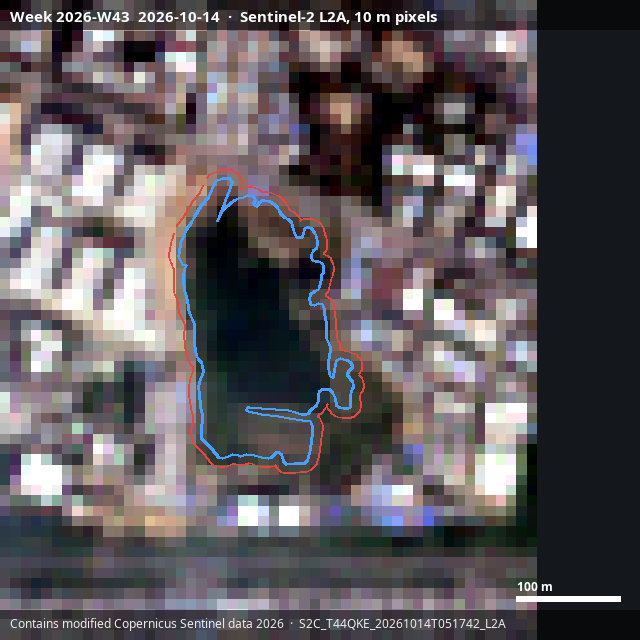 Week 2026-W43  2026-10-14  ·  Sentinel-2 L2A, 10 m pixels
100 m
Contains modified Copernicus Sentinel data 2026  ·  S2C_T44QKE_20261014T051742_L2A